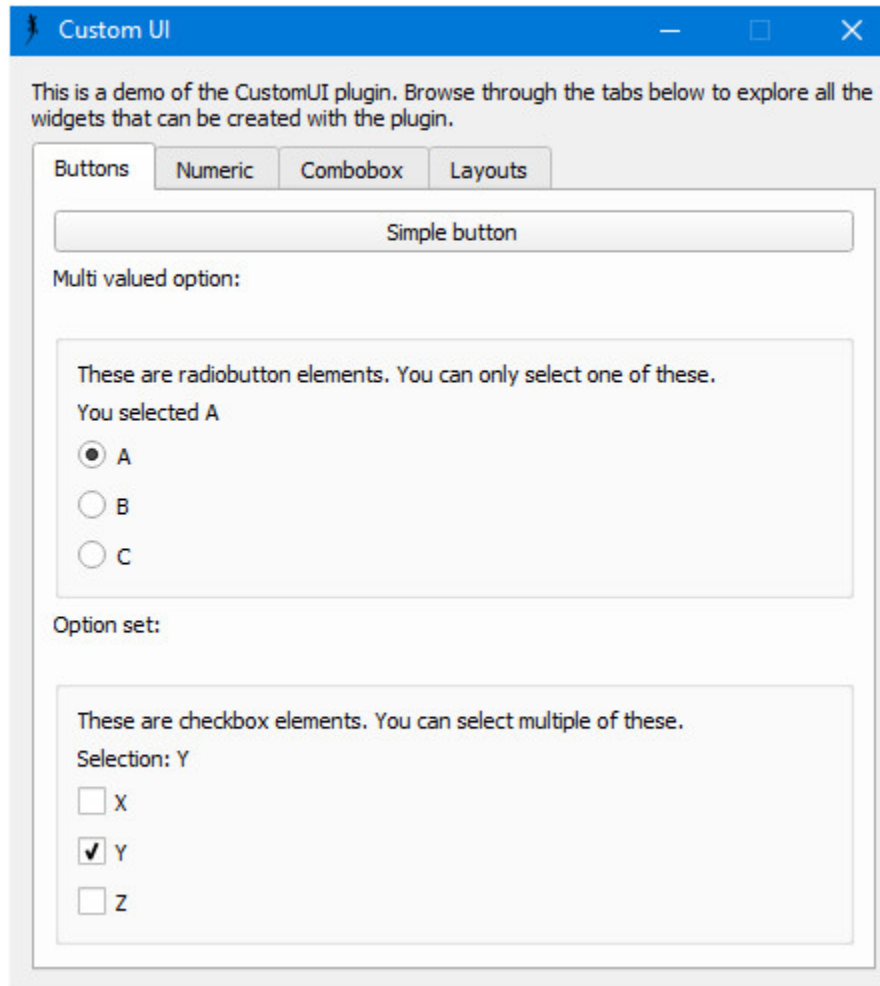 Custom UI
This is a demo of the CustomUI plugin. Browse through the tabs below to explore all the
widgets that can be created with the plugin.
Buttons Numeric Combobox Layouts
Simple button
Multi valued option:
These are radiobutton elements. You can only select one of these.
You selected A
A
B
C
Option set:
These are checkbox elements. You can select multiple of these.
Selection: Y
X
Y
Z